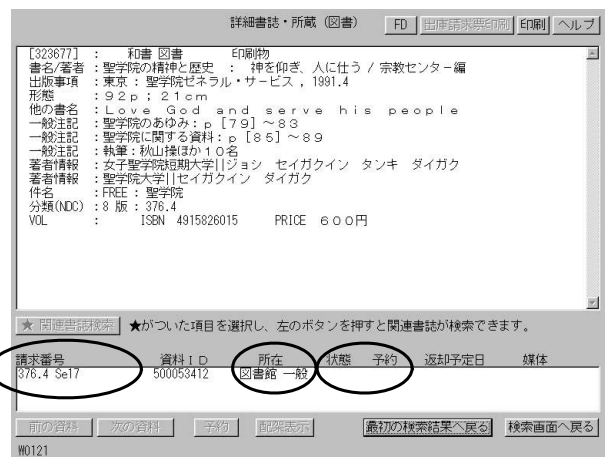 詳細書誌・所蔵（図書）　FD　出庫請求票印刷　印刷　ヘルプ
[323677]　:　和書 図書　印刷物
書名/著者 : 聖学院の精神と歴史　:　神を仰ぎ、人に仕う / 宗教センタ－編
出版事項　: 東京 : 聖学院ゼネラル・サービス , 1991.4
形態　: ９２ｐ ; ２１ｃｍ
他の書名　: Ｌｏｖｅ　Ｇｏｄ　ａｎｄ　ｓｅｒｖｅ　ｈｉｓ　ｐｅｏｐｌｅ
一般注記　: 聖学院のあゆみ: ｐ［７９］～８３
一般注記　: 聖学院に関する資料: ｐ［８５］～８９
一般注記　: 執筆: 秋山操ほか１０名
著者情報　: 女子聖学院短期大学||ジョシ　セイガクイン　タンキ　ダイガク
著者情報　: 聖学院大学||セイガクイン　ダイガク
件名　: FREE : 聖学院
分類(NDC)　: 8 版 : 376.4
VOL　:　ISBN　4915826015　PRICE　６００円
★ 関連書誌検索　★がついた項目を選択し、左のボタンを押すと関連書誌が検索できます。
請求番号　資料ＩＤ　所在　状態　予約　返却予定日　媒体
376.4 Se17　500053412　図書館 一般
前の資料　次の資料　予約　配架表示　最初の検索結果へ戻る　検索画面へ戻る
W0121